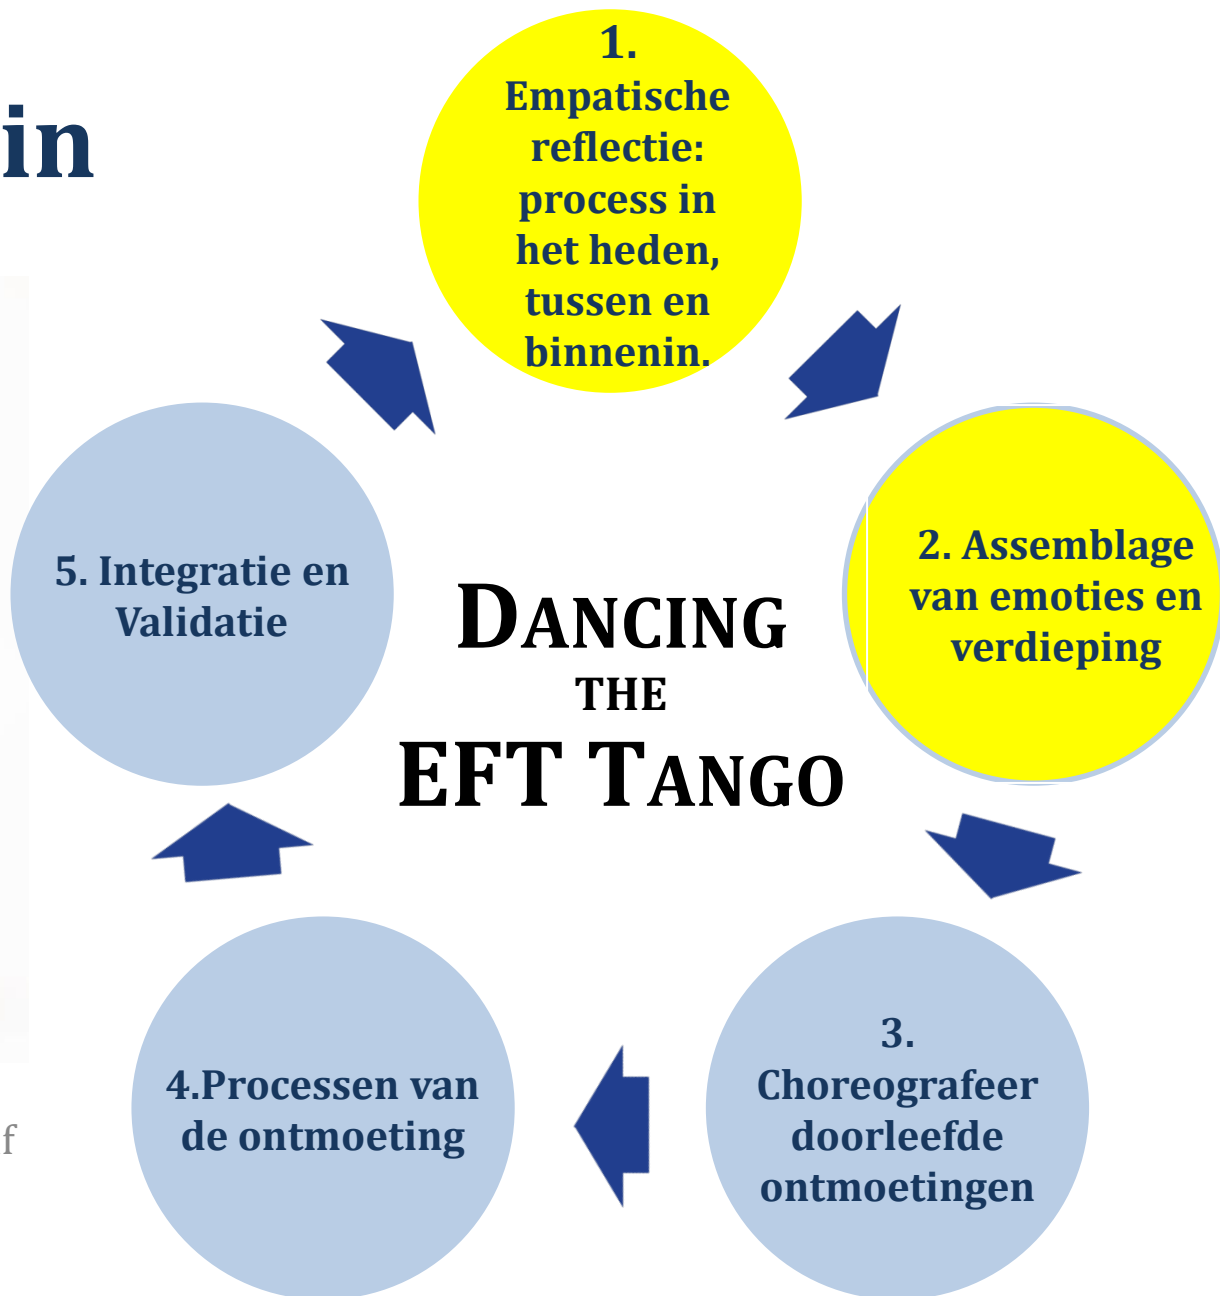 in
1.
Empatische
reflectie:
process in
het heden,
tussen en
binnenin.
2. Assemblage
van emoties en
verdieping
3.
Choreografeer
doorleefde
ontmoetingen
4.Processen van
de ontmoeting
5. Integratie en
Validatie
DANCING
THE
EFT TANGO
f